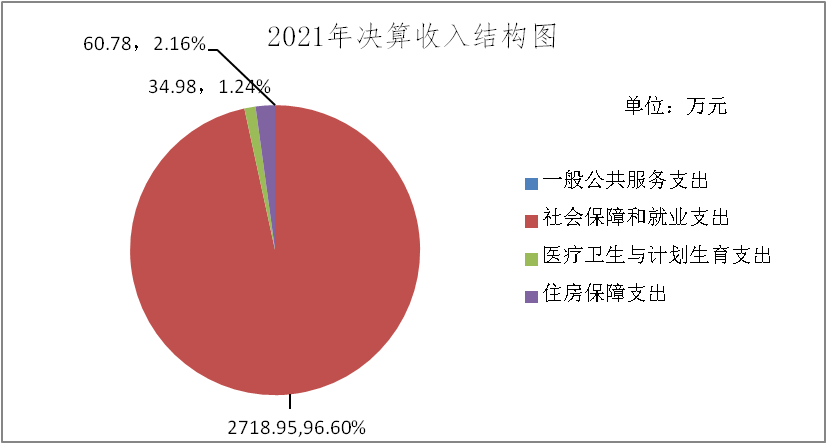 2021年决算收入结构图
60.78，2.16%
34.98，1.24%
单位：万元
一般公共服务支出
社会保障和就业支出
医疗卫生与计划生育支出
住房保障支出
2718.95,96.60%